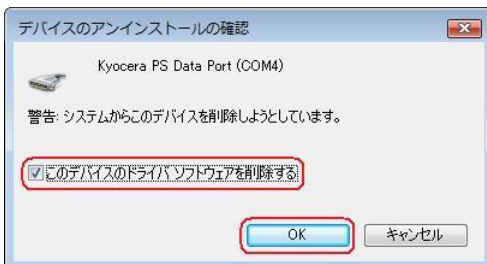 デバイスのアンインストールの確認
Kyocera PS Data Port (COM4)
警告: システムからこのデバイスを削除しようとしています。
このデバイスのドライバ ソフトウェアを削除する
OK
キャンセル